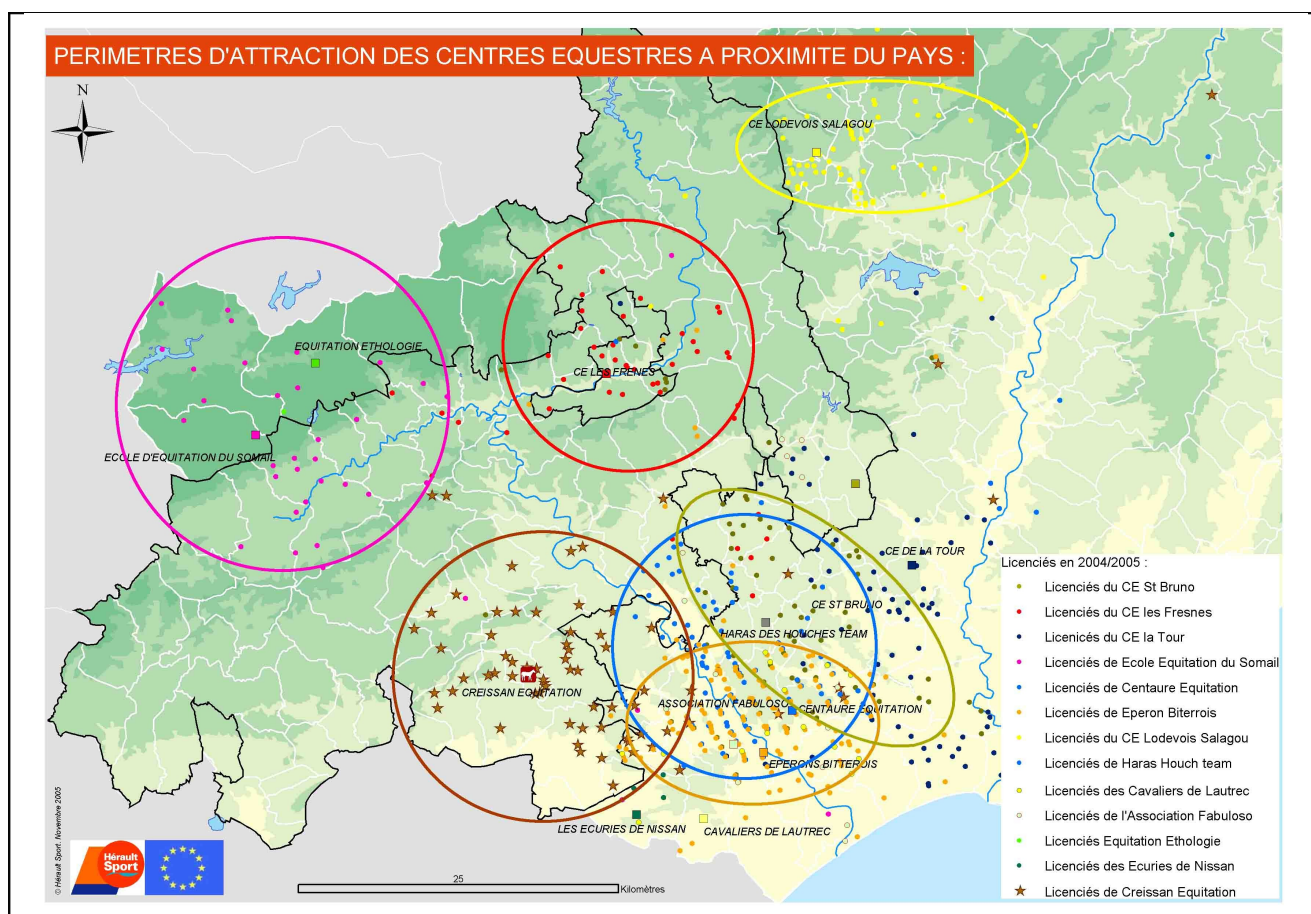 PERIMETRES D'ATTRACTION DES CENTRES EQUESTRES A PROXIMITE DU PAYS :
N
CE LODEVOIS SALAGOU
EQUITATION ETHOLOGIE
CE LES FRENES
ECOLE D'EQUITATION DU SOMAIL
CE DE LA TOUR
CE ST BRUNO
HARAS DES HOUCHES TEAM
CREISSAN EQUITATION
ASSOCIATION FABULOSO
CENTAURE EQUITATION
EPERONS BITTEROIS
LES ECURIES DE NISSAN
CAVALIERS DE LAUTREC
Licenciés en 2004/2005 :
Licenciés du CE St Bruno
Licenciés du CE les Fresnes
Licenicés du CE la Tour
Licenciés de Ecole Equitation du Somail
Licenciés de Centaure Equitation
Licenciés de Eperon Biterrois
Licenciés du CE Lodevois Salagou
Licenciés de Haras Houch team
Licenciés des Cavaliers de Lautrec
Licenciés de l'Association Fabuloso
Licenciés Equitation Ethologie
Licenciés des Ecuries de Nissan
Licenciés de Creissan Equitation
© Hérault Sport. Novembre 2005
Hérault
Sport
25
Kilomètres